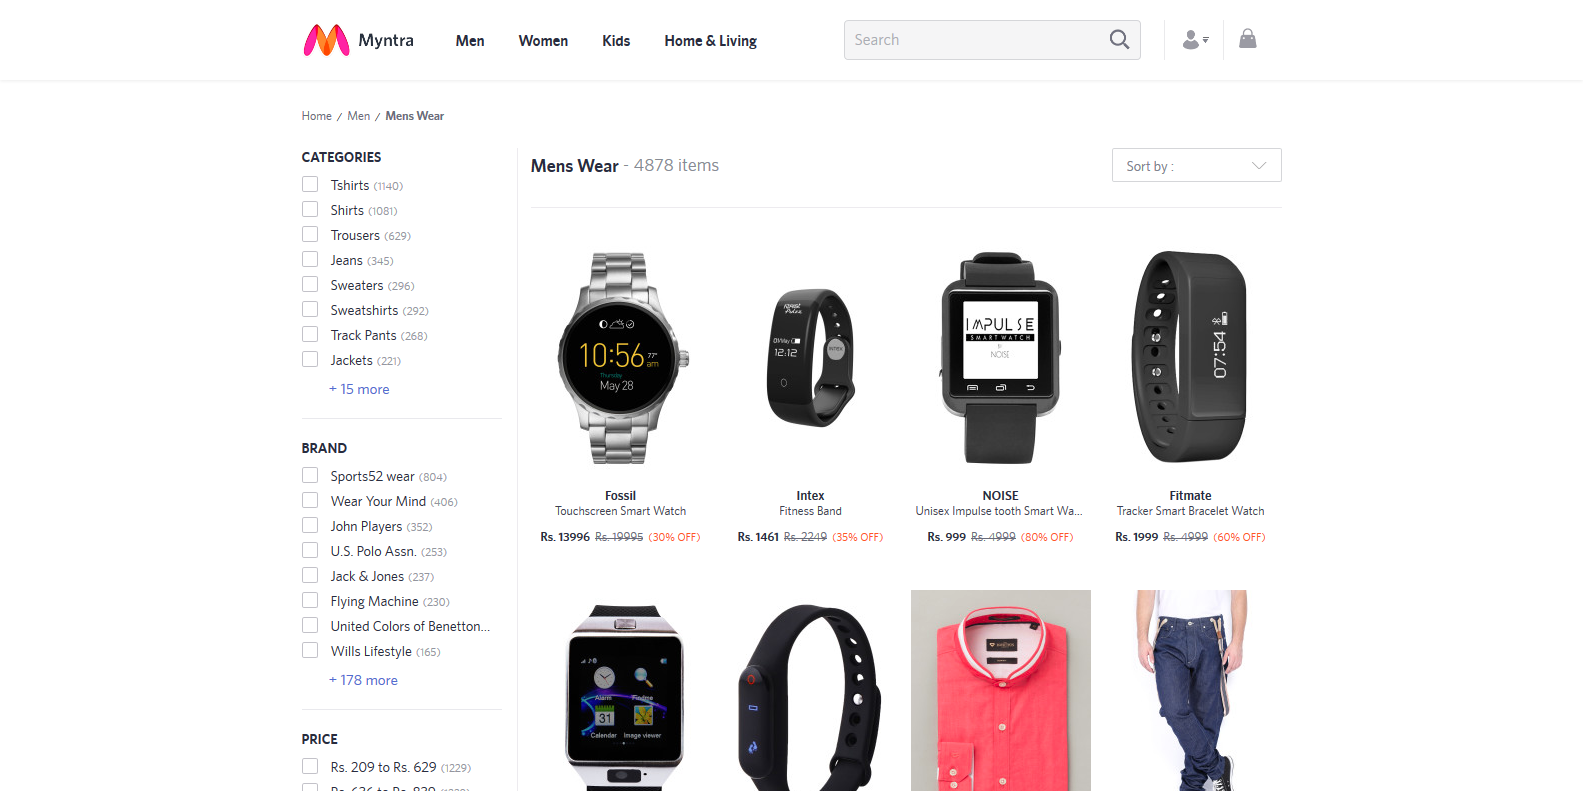 Myntra
Men Women Kids Home & Living
Search
Home / Men / Mens Wear
CATEGORIES
Tshirts (1140)
Shirts (1081)
Trousers (629)
Jeans (345)
Sweaters (296)
Sweatshirts (292)
Track Pants (268)
Jackets (221)
+ 15 more
BRAND
Sports52 wear (804)
Wear Your Mind (406)
John Players (352)
U.S. Polo Assn. (253)
Jack & Jones (237)
Flying Machine (230)
United Colors of Benetton...
Wills Lifestyle (165)
+ 178 more
PRICE
Rs. 209 to Rs. 629 (1229)
Mens Wear - 4878 items
Sort by :
10:56 77° am
Thursday
May 28
Fossil
Touchscreen Smart Watch
Rs. 13996 Rs. 19995 (30% OFF)
12:12
INTEX
Intex
Fitness Band
Rs. 1461 Rs. 2249 (35% OFF)
IMPULSE
SMART WATCH
NOISE
NOISE
Unisex Impulse tooth Smart Wa...
Rs. 999 Rs. 4999 (80% OFF)
07:54
Fitmate
Tracker Smart Bracelet Watch
Rs. 1999 Rs. 4999 (60% OFF)
Alarm
31
Calendar Image viewer